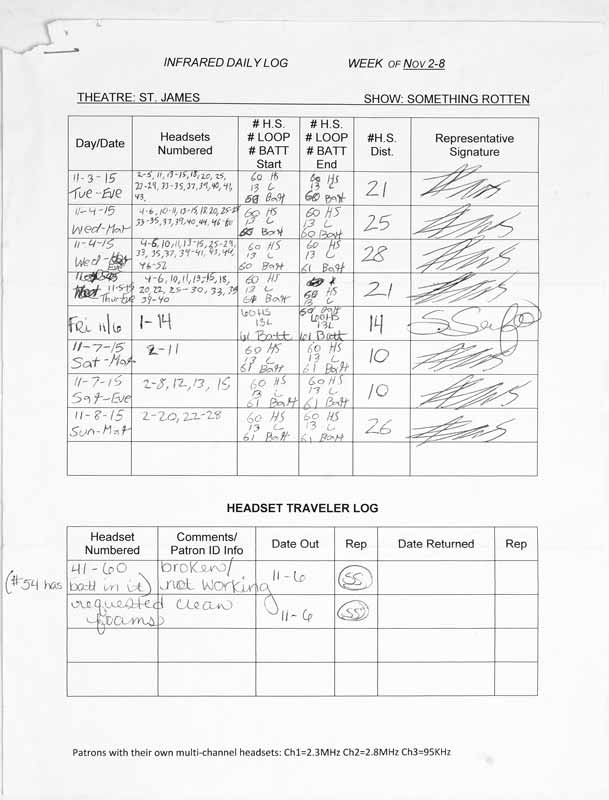 INFRARED DAILY LOG WEEK OF NOV 2-8
THEATRE: ST. JAMES SHOW: SOMETHING ROTTEN
Day/Date Headsets Numbered # H.S. # LOOP # BATT Start # H.S. # LOOP # BATT End #H.S. Dist. Representative Signature
11-3-15 2-5, 11, 13-15, 18, 20, 25, 60 HS 60 HS
27-29, 33-35, 37, 39, 40, 41, 13 L 13 L 21
Tue-Eve 43, 60 Batt 60 Batt
11-4-15 4-6, 10-11, 13-15, 18, 20, 25- 60 HS 60 HS
33-35, 37, 39, 40, 44, 46-60 13 L 13 L 25
Wed-Mat 60 Batt 60 Batt
11-4-15 4-6, 10, 11, 13-15, 25-29, 60 HS 60 HS
Wed- 33, 35, 37, 39-41, 43, 44, 13 L 13 L 28
Eve 46-52 60 Batt 61 Batt
4-6, 10, 11, 13-15, 18, 60 HS
11-5-15 20, 22, 25-30, 33, 13 L 60 HS 13 L 21
Thur-Eve 39-40 61 Batt 60 Batt
Fri 11/6 1-14 60 HS 60 HS 14
13L 13L
61 Batt 61 Batt
11-7-15 2-11 60 HS 60 HS 10
Sat-Mat 13 L 13 L
61 Batt 61 Batt
11-7-15 2-8, 12, 13, 15 60 HS 60 HS 10
Sat-Eve 13 L 13 L
61 Batt 61 Batt
11-8-15 2-20, 22-28 60 HS 60 HS 26
Sun-Mat 13 L 13 L
61 Batt 61 Batt
HEADSET TRAVELER LOG
Headset Numbered Comments/ Patron ID Info Date Out Rep Date Returned Rep
41-60 broken/ 11-6 SS
(#54 has batt in it) not working
requested clean 11-6 SS
foams
Patrons with their own multi-channel headsets: Ch1=2.3MHz Ch2=2.8MHz Ch3=95KHz